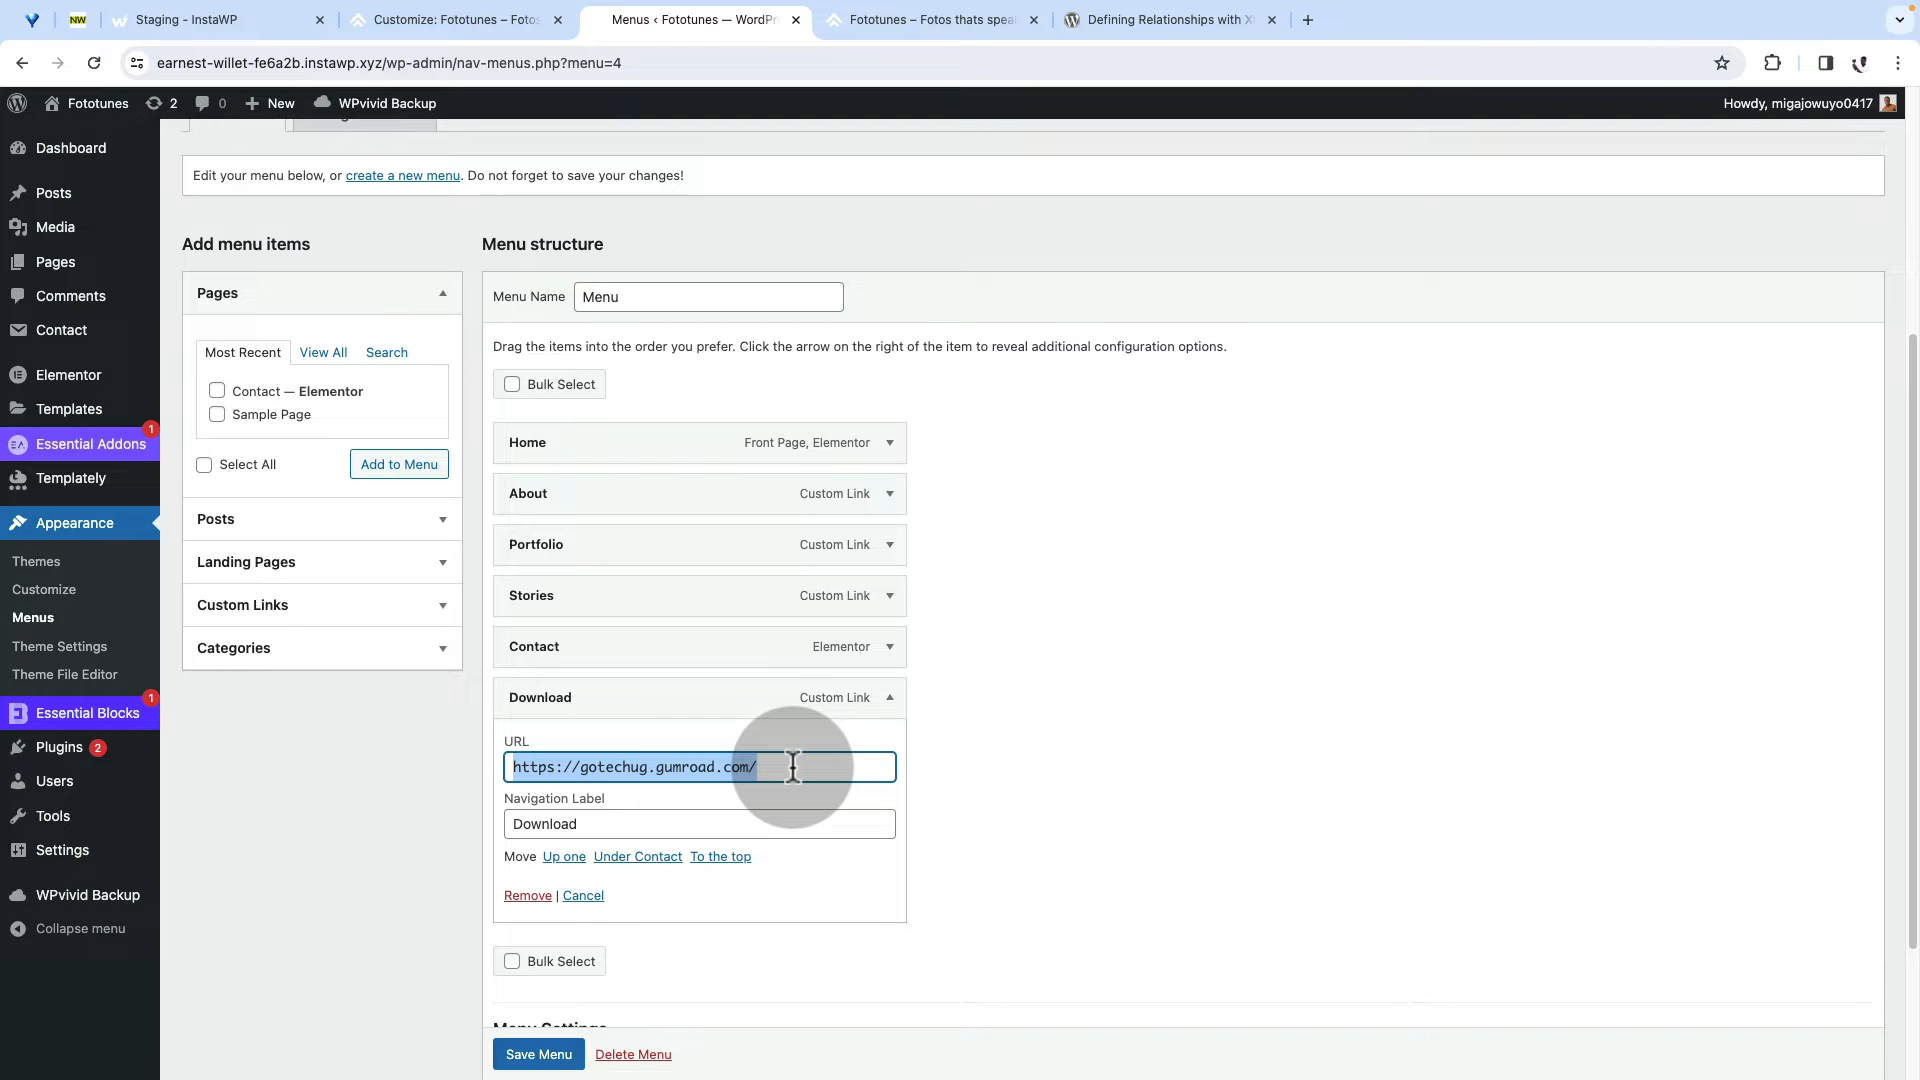 NW
Staging - InstaWP
Customize: Fototunes – Fotos
Menus ‹ Fototunes — WordPr
Fototunes – Fotos thats spea
Defining Relationships with X
earnest-willet-fe6a2b.instawp.xyz/wp-admin/nav-menus.php?menu=4
Fototunes
2
0
New
WPvivid Backup
Howdy, migajowuyo0417
Dashboard
Posts
Media
Pages
Comments
Contact
Elementor
Templates
Essential Addons
1
Templately
Appearance
Themes
Customize
Menus
Theme Settings
Theme File Editor
Essential Blocks
1
Plugins 2
Users
Tools
Settings
WPvivid Backup
Collapse menu
Edit your menu below, or create a new menu. Do not forget to save your changes!
Add menu items
Pages
Most Recent View All Search
Contact — Elementor
Sample Page
Select All
Add to Menu
Posts
Landing Pages
Custom Links
Categories
Menu structure
Menu Name Menu
Drag the items into the order you prefer. Click the arrow on the right of the item to reveal additional configuration options.
Bulk Select
Home Front Page, Elementor
About Custom Link
Portfolio Custom Link
Stories Custom Link
Contact Elementor
Download Custom Link
URL
https://gotechug.gumroad.com/
Navigation Label
Download
Move Up one Under Contact To the top
Remove | Cancel
Bulk Select
Menu Settings
Save Menu Delete Menu